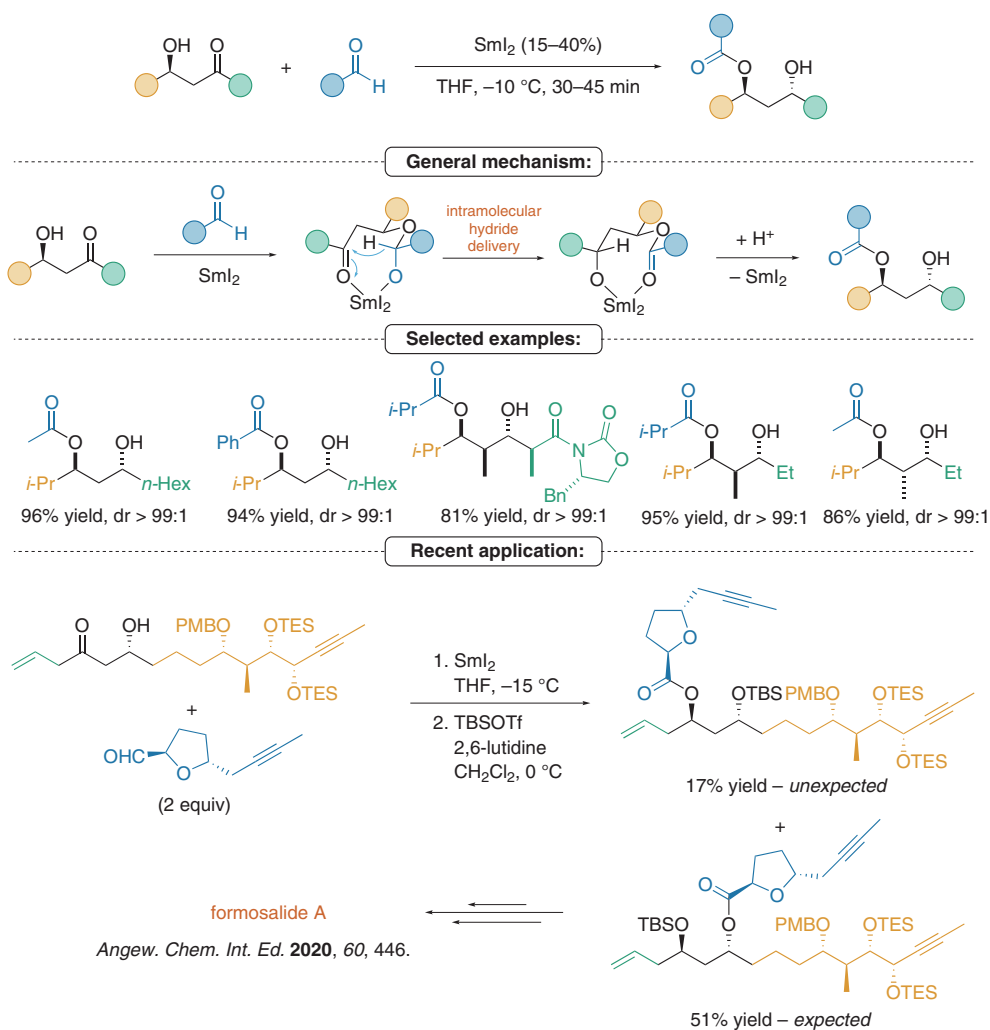 OH O
+
O
H
SmI2 (15–40%)
THF, –10 °C, 30–45 min
O
O OH
General mechanism:
OH O
O
H
SmI2
O
H
O O
SmI2
intramolecular
hydride
delivery
H O
O O
SmI2
+ H+
– SmI2
O
O OH
Selected examples:
O
O OH
i-Pr n-Hex
96% yield, dr > 99:1
O
Ph O OH
i-Pr n-Hex
94% yield, dr > 99:1
O
i-Pr O OH O O
i-Pr N O
Bn
81% yield, dr > 99:1
O
i-Pr O OH
i-Pr Et
95% yield, dr > 99:1
O
O OH
i-Pr Et
86% yield, dr > 99:1
Recent application:
O OH PMBO OTES
OTES
+
OHC O
(2 equiv)
1. SmI2
THF, –15 °C
2. TBSOTf
2,6-lutidine
CH2Cl2, 0 °C
O
O O OTBS PMBO OTES
OTES
17% yield – unexpected
+
O O
TBSO O PMBO OTES
OTES
51% yield – expected
formosalide A
Angew. Chem. Int. Ed. 2020, 60, 446.